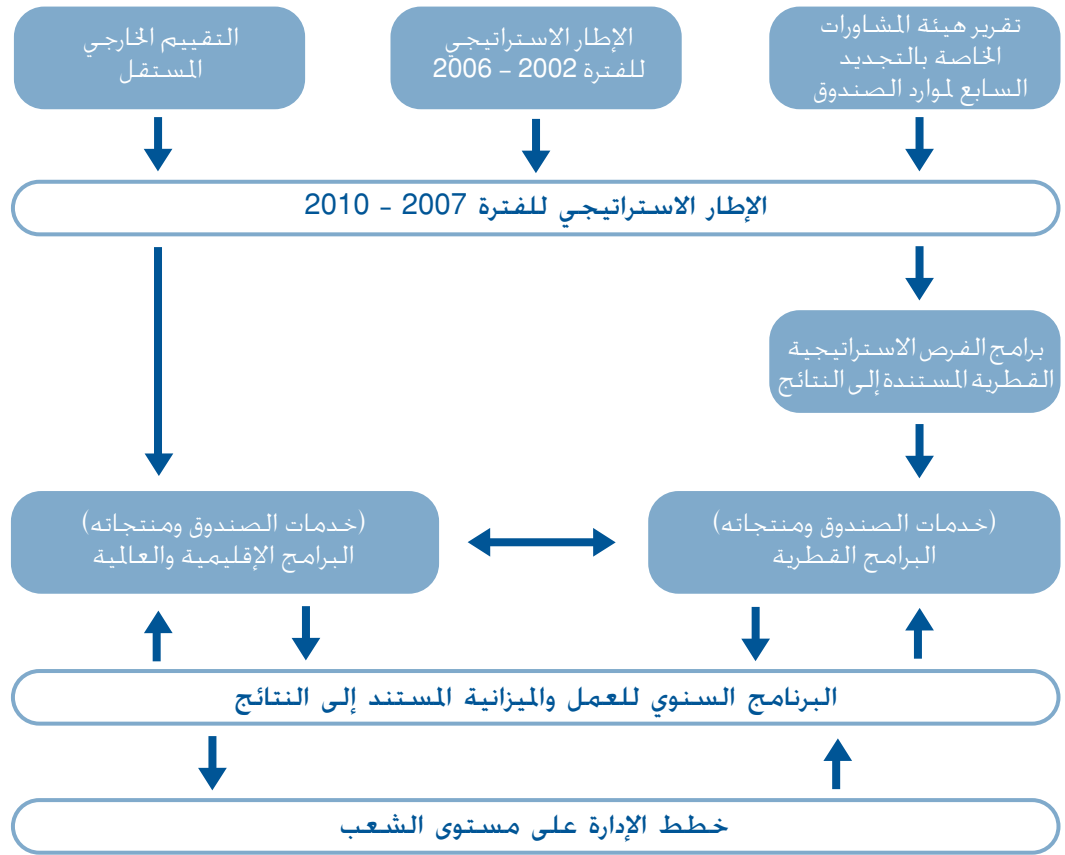 تقرير هيئة المشاورات
الخاصة بالتجديد
السابع لموارد الصندوق
الإطار الاستراتيجي
للفترة 2002 – 2006
التقييم الخارجي
المستقل
الإطار الاستراتيجي للفترة 2007 – 2010
برامج الفرص الاستراتيجية
القطرية المستندة إلى النتائج
(خدمات الصندوق ومنتجاته)
البرامج القطرية
(خدمات الصندوق ومنتجاته)
البرامج الإقليمية والعالمية
البرنامج السنوي للعمل والميزانية المستند إلى النتائج
خطط الإدارة على مستوى الشعب